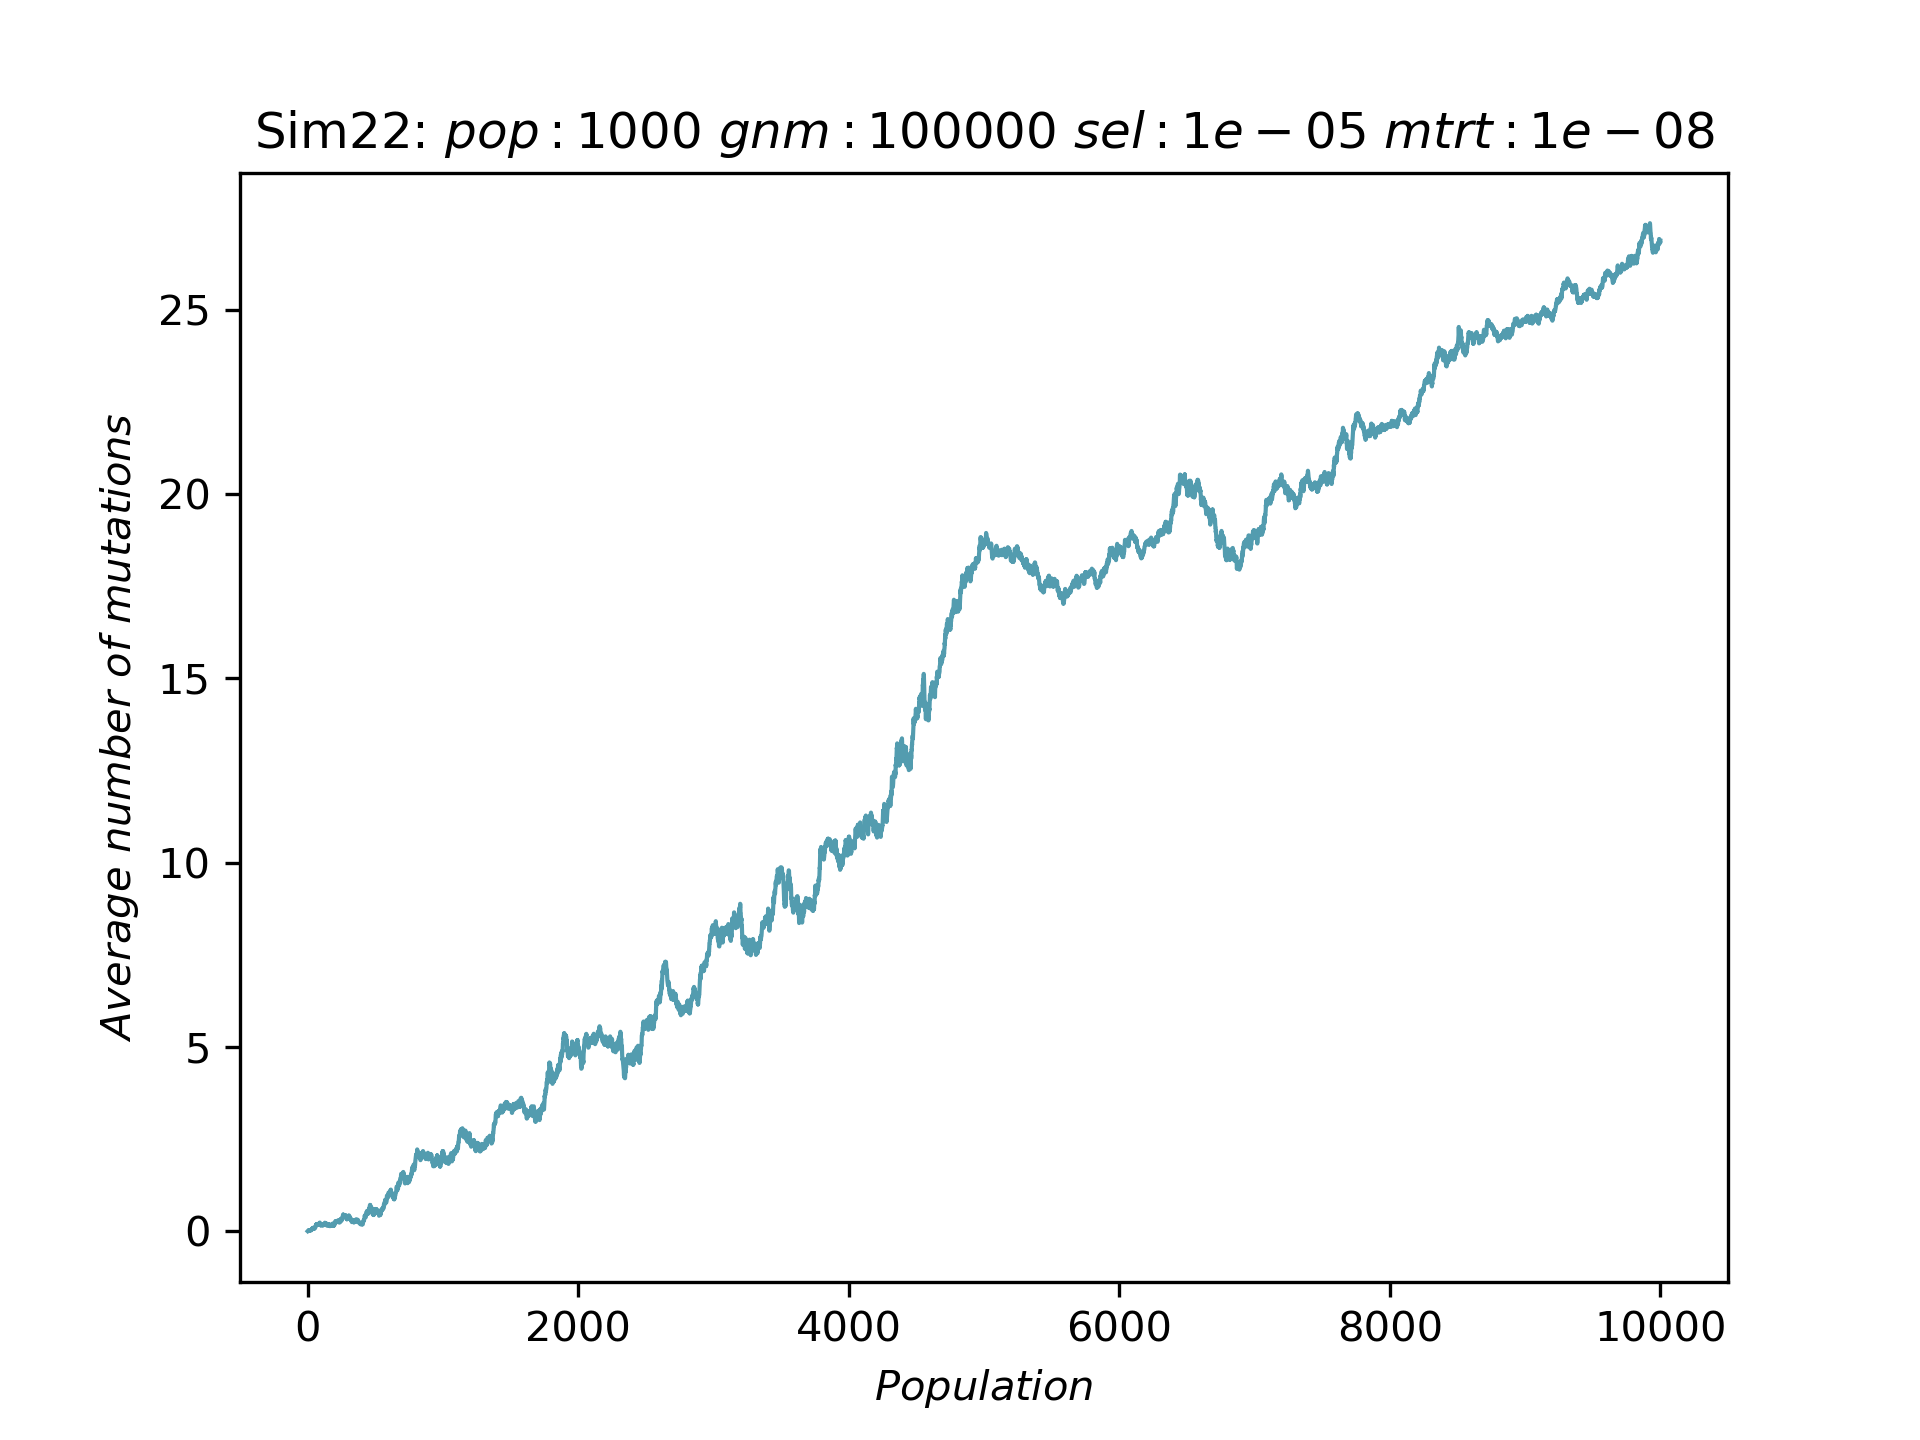 Sim22: pop : 1000 gnm : 100000 sel : 1e − 05 mtrt : 1e − 08
25
20
15
10
5
0
Average number of mutations
0 2000 4000 6000 8000 10000
Population